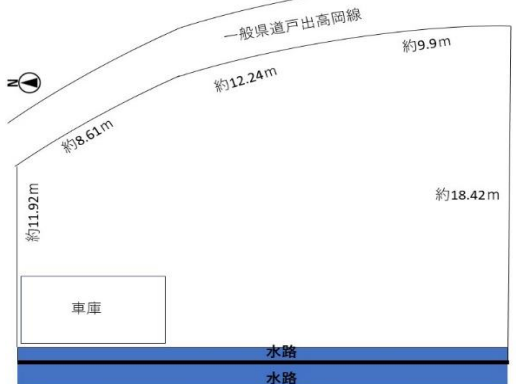 一般県道戸出高岡線
約9.9m
約12.24m
N
約8.61m
約18.42m
約11.92m
車庫
水路
水路